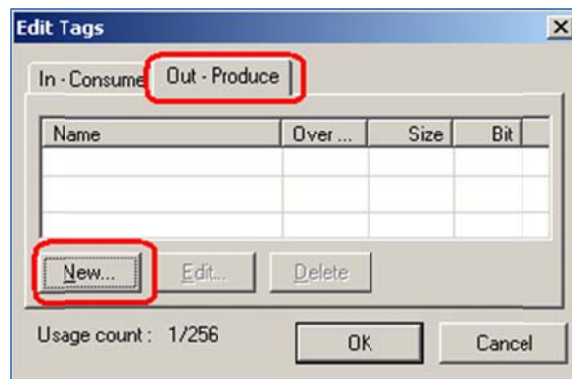 Edit Tags
In - Consume Out - Produce
Name Over ... Size Bit
New... Edit... Delete
Usage count : 1/256 OK Cancel